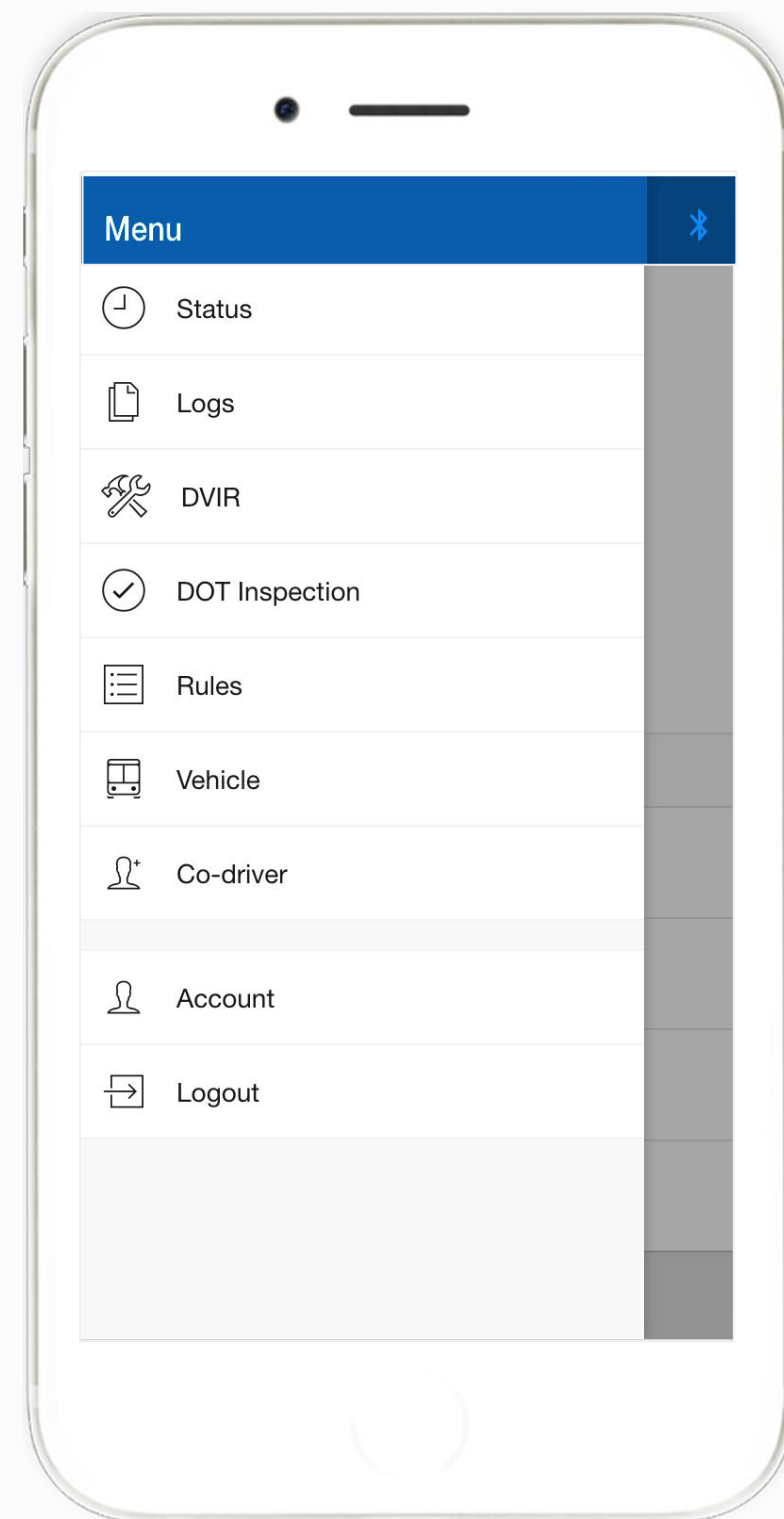 Menu
Status
Logs
DVIR
DOT Inspection
Rules
Vehicle
Co-driver
Account
Logout